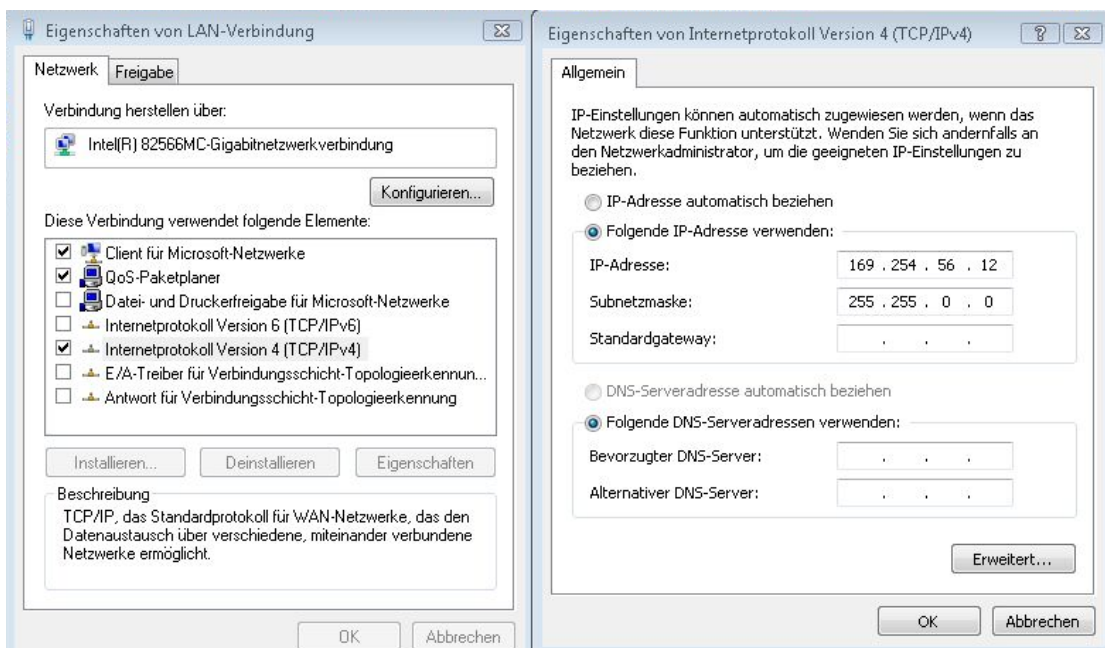 Eigenschaften von LAN-Verbindung
Netzwerk
Freigabe
Verbindung herstellen über:
Intel(R) 82566MC-Gigabitnetzwerkverbindung
Konfigurieren...
Diese Verbindung verwendet folgende Elemente:
Client für Microsoft-Netzwerke
QoS-Paketplaner
Datei- und Druckerfreigabe für Microsoft-Netzwerke
Internetprotokoll Version 6 (TCP/IPv6)
Internetprotokoll Version 4 (TCP/IPv4)
E/A-Treiber für Verbindungsschicht-Topologieerkennun...
Antwort für Verbindungsschicht-Topologieerkennung
Installieren...
Deinstallieren
Eigenschaften
Beschreibung
TCP/IP, das Standardprotokoll für WAN-Netzwerke, das den
Datenaustausch über verschiedene, miteinander verbundene
Netzwerke ermöglicht.
OK
Abbrechen
Eigenschaften von Internetprotokoll Version 4 (TCP/IPv4)
Allgemein
IP-Einstellungen können automatisch zugewiesen werden, wenn das
Netzwerk diese Funktion unterstützt. Wenden Sie sich andernfalls an
den Netzwerkadministrator, um die geeigneten IP-Einstellungen zu
beziehen.
IP-Adresse automatisch beziehen
Folgende IP-Adresse verwenden:
IP-Adresse: 169 . 254 . 56 . 12
Subnetzmaske: 255 . 255 . 0 . 0
Standardgateway: . . .
DNS-Serveradresse automatisch beziehen
Folgende DNS-Serveradressen verwenden:
Bevorzugter DNS-Server: . . .
Alternativer DNS-Server: . . .
Erweitert...
OK
Abbrechen